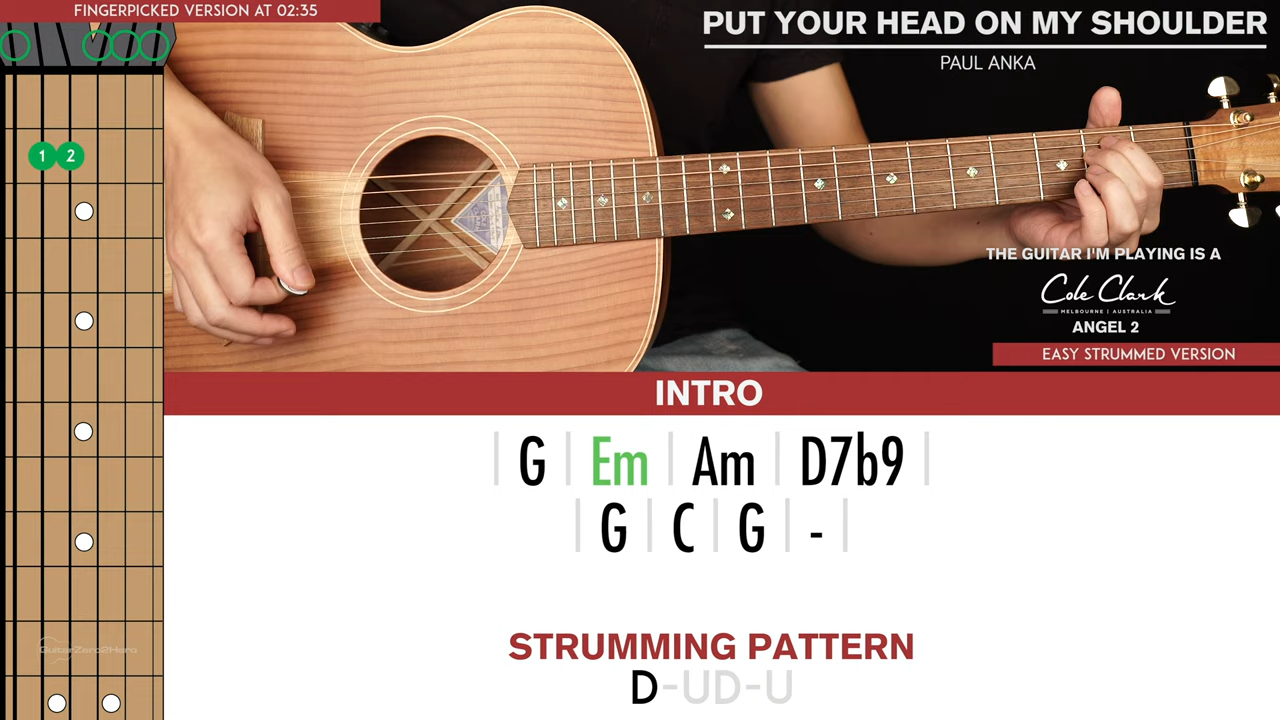 FINGERPICKED VERSION AT 02:35
PUT YOUR HEAD ON MY SHOULDER
PAUL ANKA
1 2
THE GUITAR I'M PLAYING IS A
Cole Clark
MELBOURNE | AUSTRALIA
ANGEL 2
EASY STRUMMED VERSION
INTRO
| G | Em | Am | D7b9 |
| G | C | G | - |
GuitarZero2Hero
STRUMMING PATTERN
D-UD-U